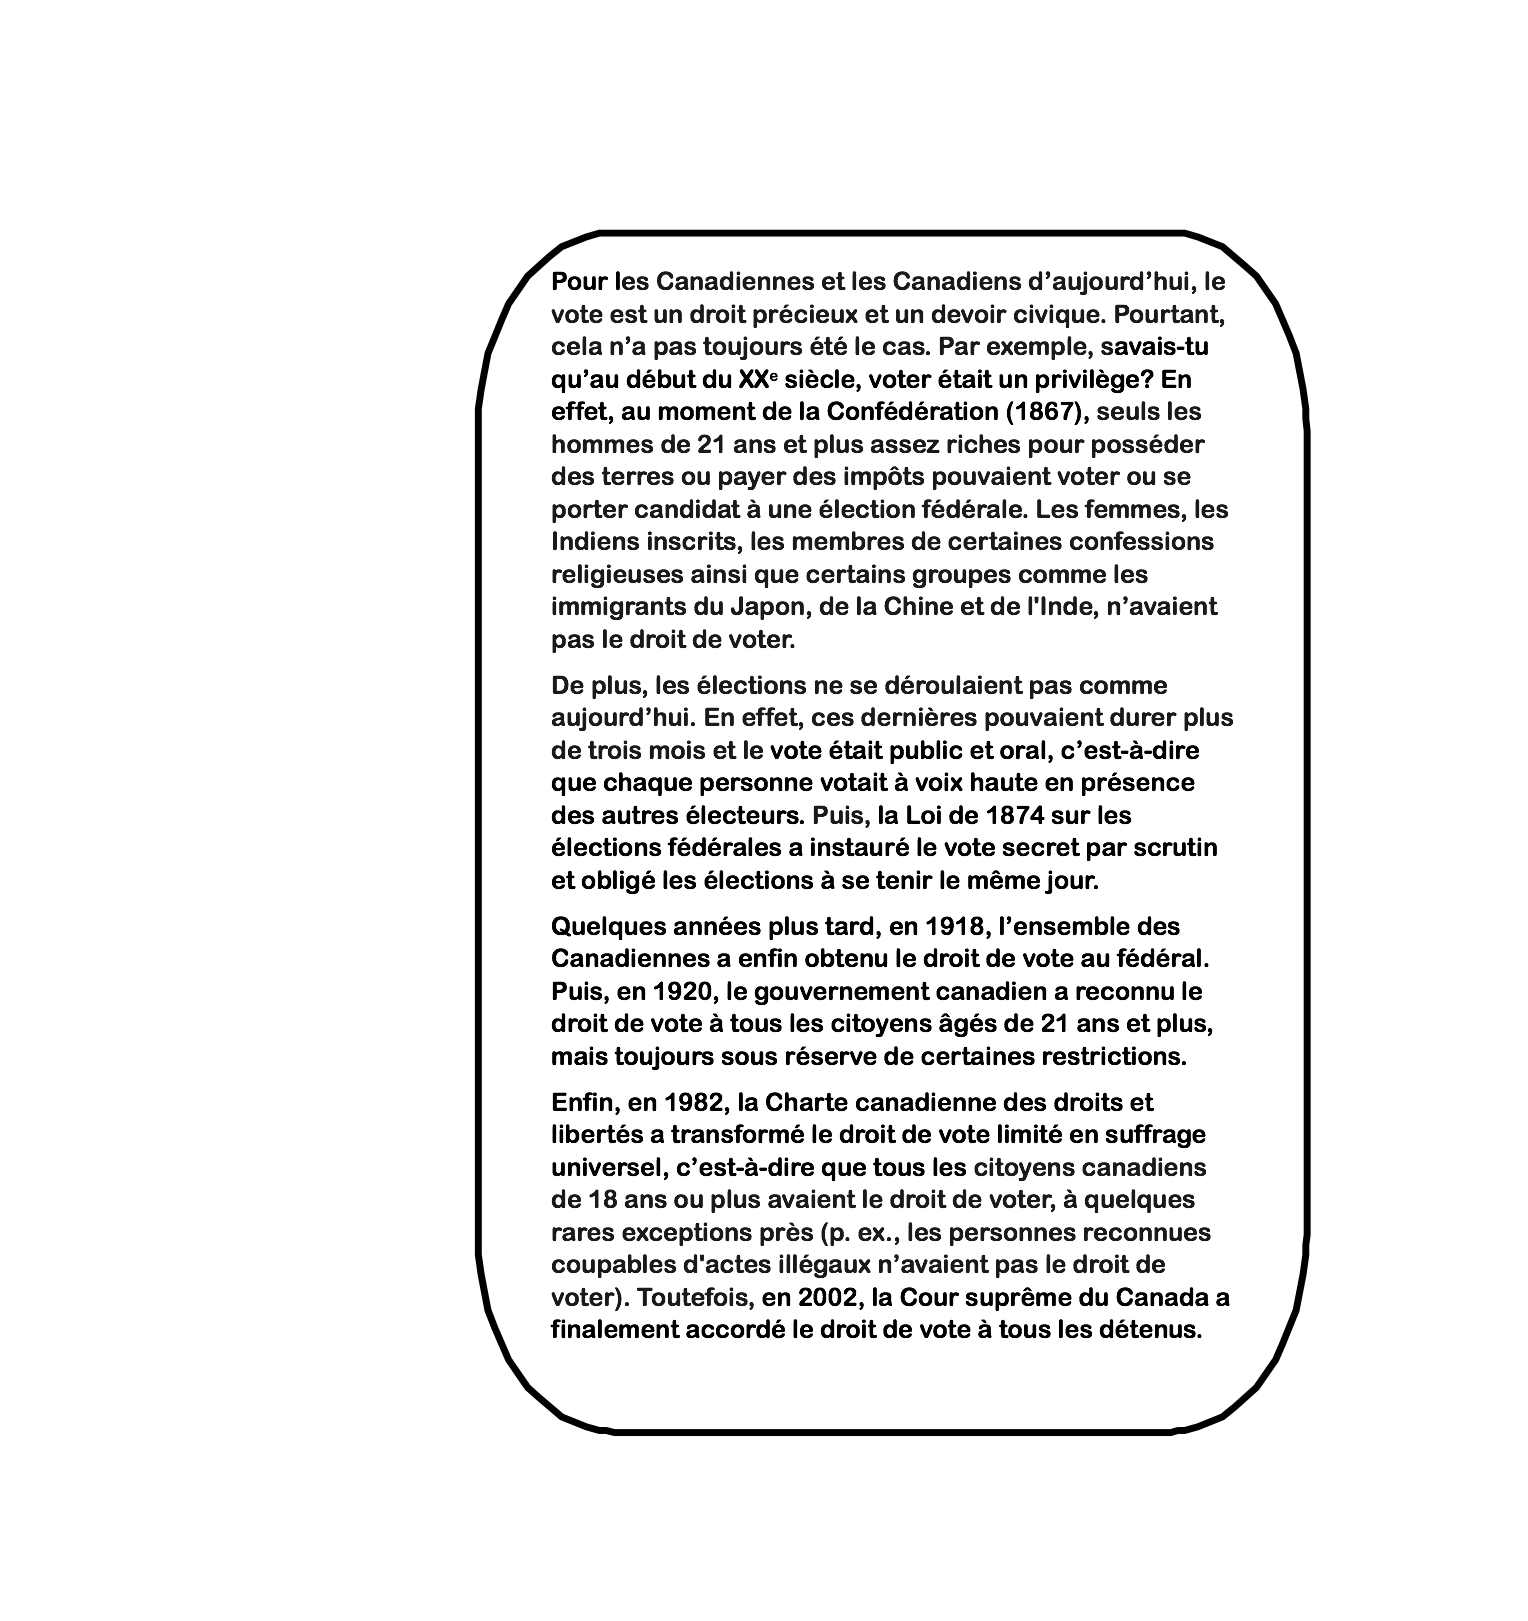 Pour les Canadiennes et les Canadiens d’aujourd’hui, le
vote est un droit précieux et un devoir civique. Pourtant,
cela n’a pas toujours été le cas. Par exemple, savais-tu
qu’au début du XXᵉ siècle, voter était un privilège? En
effet, au moment de la Confédération (1867), seuls les
hommes de 21 ans et plus assez riches pour posséder
des terres ou payer des impôts pouvaient voter ou se
porter candidat à une élection fédérale. Les femmes, les
Indiens inscrits, les membres de certaines confessions
religieuses ainsi que certains groupes comme les
immigrants du Japon, de la Chine et de l'Inde, n’avaient
pas le droit de voter.
De plus, les élections ne se déroulaient pas comme
aujourd’hui. En effet, ces dernières pouvaient durer plus
de trois mois et le vote était public et oral, c’est-à-dire
que chaque personne votait à voix haute en présence
des autres électeurs. Puis, la Loi de 1874 sur les
élections fédérales a instauré le vote secret par scrutin
et obligé les élections à se tenir le même jour.
Quelques années plus tard, en 1918, l’ensemble des
Canadiennes a enfin obtenu le droit de vote au fédéral.
Puis, en 1920, le gouvernement canadien a reconnu le
droit de vote à tous les citoyens âgés de 21 ans et plus,
mais toujours sous réserve de certaines restrictions.
Enfin, en 1982, la Charte canadienne des droits et
libertés a transformé le droit de vote limité en suffrage
universel, c’est-à-dire que tous les citoyens canadiens
de 18 ans ou plus avaient le droit de voter, à quelques
rares exceptions près (p. ex., les personnes reconnues
coupables d'actes illégaux n’avaient pas le droit de
voter). Toutefois, en 2002, la Cour suprême du Canada a
finalement accordé le droit de vote à tous les détenus.